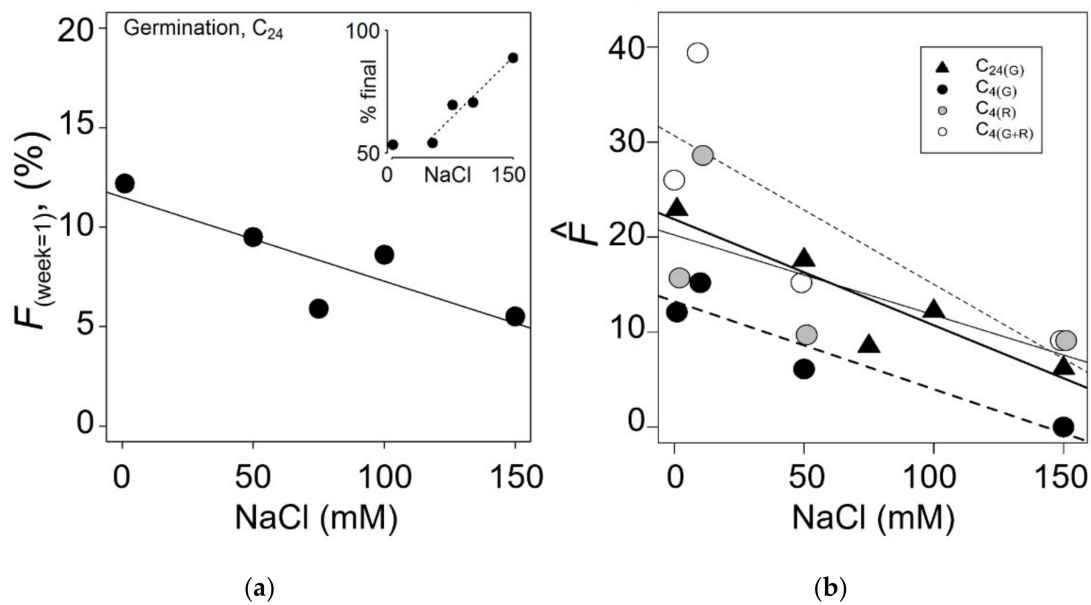 Germination, C24
F(week=1), (%)
20
15
10
5
0
0 50 100 150
NaCl (mM)
% final
100
50
0 NaCl 150
(a)
F̂
40
30
20
10
0
C24(G)
C4(G)
C4(R)
C4(G+R)
0 50 100 150
NaCl (mM)
(b)